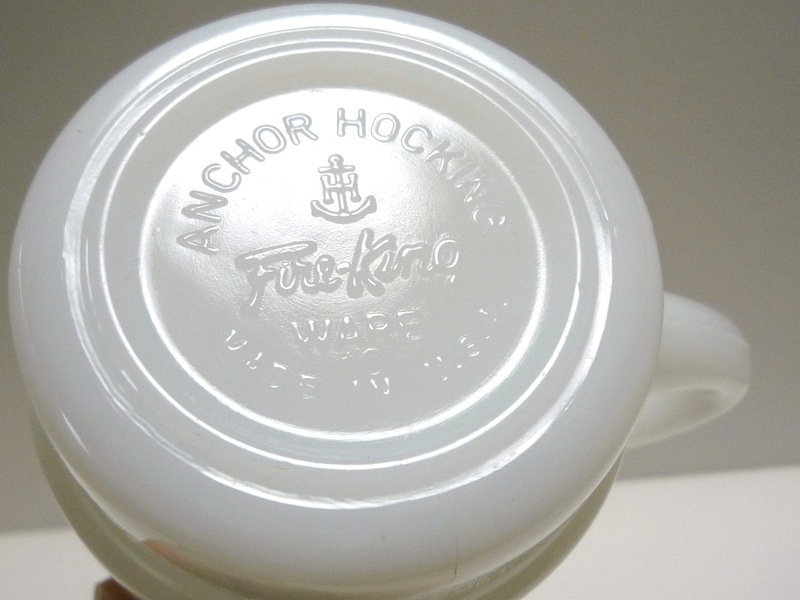 ANCHOR HOCKING
Fire-King
WARE
MADE IN U.S.A.